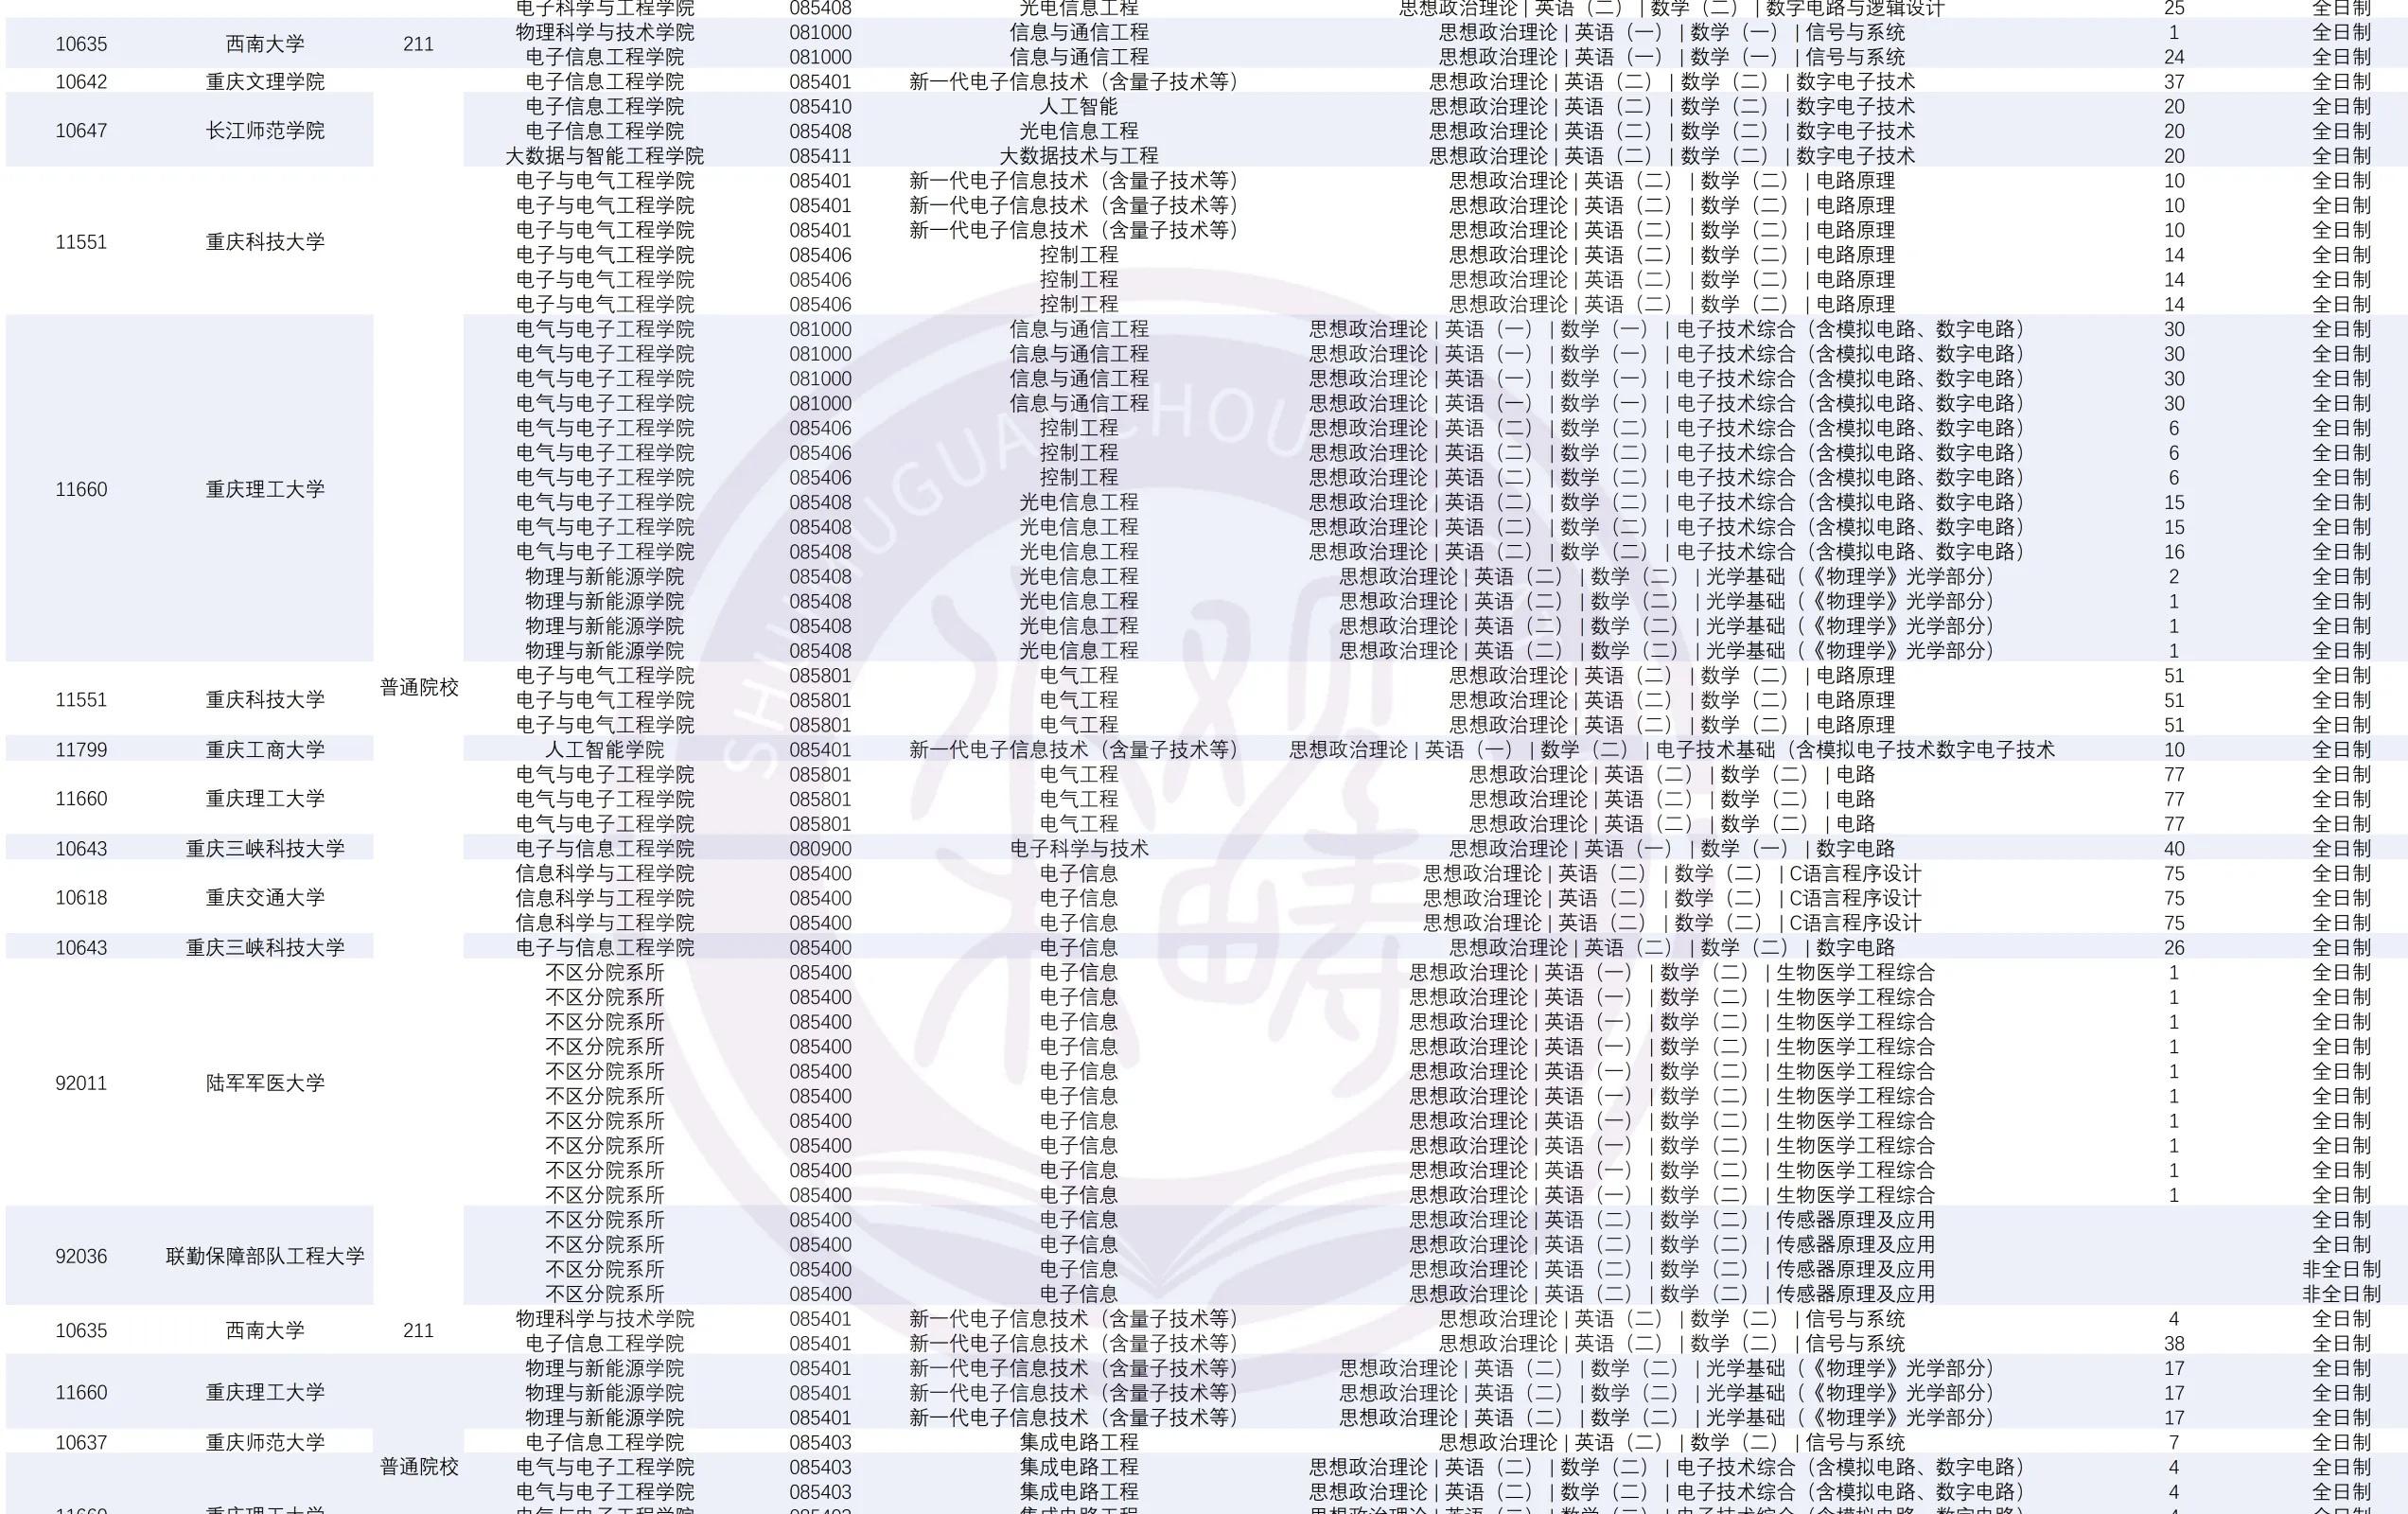 电子科学与工程学院 085408 光电信息工程 思想政治理论 | 英语（二） | 数学（二） | 数字电路与逻辑设计 25 全日制
10635 西南大学 211 物理科学与技术学院 081000 信息与通信工程 思想政治理论 | 英语（一） | 数学（一） | 信号与系统 1 全日制
电子信息工程学院 081000 信息与通信工程 思想政治理论 | 英语（一） | 数学（一） | 信号与系统 24 全日制
10642 重庆文理学院 电子信息工程学院 085401 新一代电子信息技术（含量子技术等） 思想政治理论 | 英语（二） | 数学（二） | 数字电子技术 37 全日制
电子信息工程学院 085410 人工智能 思想政治理论 | 英语（二） | 数学（二） | 数字电子技术 20 全日制
10647 长江师范学院 电子信息工程学院 085408 光电信息工程 思想政治理论 | 英语（二） | 数学（二） | 数字电子技术 20 全日制
大数据与智能工程学院 085411 大数据技术与工程 思想政治理论 | 英语（二） | 数学（二） | 数字电子技术 20 全日制
电子与电气工程学院 085401 新一代电子信息技术（含量子技术等） 思想政治理论 | 英语（二） | 数学（二） | 电路原理 10 全日制
电子与电气工程学院 085401 新一代电子信息技术（含量子技术等） 思想政治理论 | 英语（二） | 数学（二） | 电路原理 10 全日制
11551 重庆科技大学 电子与电气工程学院 085401 新一代电子信息技术（含量子技术等） 思想政治理论 | 英语（二） | 数学（二） | 电路原理 10 全日制
电子与电气工程学院 085406 控制工程 思想政治理论 | 英语（二） | 数学（二） | 电路原理 14 全日制
电子与电气工程学院 085406 控制工程 思想政治理论 | 英语（二） | 数学（二） | 电路原理 14 全日制
电子与电气工程学院 085406 控制工程 思想政治理论 | 英语（二） | 数学（二） | 电路原理 14 全日制
电气与电子工程学院 081000 信息与通信工程 思想政治理论 | 英语（一） | 数学（一） | 电子技术综合（含模拟电路、数字电路） 30 全日制
电气与电子工程学院 081000 信息与通信工程 思想政治理论 | 英语（一） | 数学（一） | 电子技术综合（含模拟电路、数字电路） 30 全日制
电气与电子工程学院 081000 信息与通信工程 思想政治理论 | 英语（一） | 数学（一） | 电子技术综合（含模拟电路、数字电路） 30 全日制
电气与电子工程学院 081000 信息与通信工程 思想政治理论 | 英语（一） | 数学（一） | 电子技术综合（含模拟电路、数字电路） 30 全日制
电气与电子工程学院 085406 控制工程 思想政治理论 | 英语（二） | 数学（二） | 电子技术综合（含模拟电路、数字电路） 6 全日制
电气与电子工程学院 085406 控制工程 思想政治理论 | 英语（二） | 数学（二） | 电子技术综合（含模拟电路、数字电路） 6 全日制
11660 重庆理工大学 电气与电子工程学院 085406 控制工程 思想政治理论 | 英语（二） | 数学（二） | 电子技术综合（含模拟电路、数字电路） 6 全日制
电气与电子工程学院 085408 光电信息工程 思想政治理论 | 英语（二） | 数学（二） | 电子技术综合（含模拟电路、数字电路） 15 全日制
电气与电子工程学院 085408 光电信息工程 思想政治理论 | 英语（二） | 数学（二） | 电子技术综合（含模拟电路、数字电路） 15 全日制
电气与电子工程学院 085408 光电信息工程 思想政治理论 | 英语（二） | 数学（二） | 电子技术综合（含模拟电路、数字电路） 16 全日制
物理与新能源学院 085408 光电信息工程 思想政治理论 | 英语（二） | 数学（二） | 光学基础（《物理学》光学部分） 2 全日制
物理与新能源学院 085408 光电信息工程 思想政治理论 | 英语（二） | 数学（二） | 光学基础（《物理学》光学部分） 1 全日制
物理与新能源学院 085408 光电信息工程 思想政治理论 | 英语（二） | 数学（二） | 光学基础（《物理学》光学部分） 1 全日制
物理与新能源学院 085408 光电信息工程 思想政治理论 | 英语（二） | 数学（二） | 光学基础（《物理学》光学部分） 1 全日制
普通院校 电子与电气工程学院 085801 电气工程 思想政治理论 | 英语（二） | 数学（二） | 电路原理 51 全日制
11551 重庆科技大学 电子与电气工程学院 085801 电气工程 思想政治理论 | 英语（二） | 数学（二） | 电路原理 51 全日制
电子与电气工程学院 085801 电气工程 思想政治理论 | 英语（二） | 数学（二） | 电路原理 51 全日制
11799 重庆工商大学 人工智能学院 085401 新一代电子信息技术（含量子技术等） 思想政治理论 | 英语（一） | 数学（二） | 电子技术基础（含模拟电子技术数字电子技术 10 全日制
电气与电子工程学院 085801 电气工程 思想政治理论 | 英语（二） | 数学（二） | 电路 77 全日制
11660 重庆理工大学 电气与电子工程学院 085801 电气工程 思想政治理论 | 英语（二） | 数学（二） | 电路 77 全日制
电气与电子工程学院 085801 电气工程 思想政治理论 | 英语（二） | 数学（二） | 电路 77 全日制
10643 重庆三峡科技大学 电子与信息工程学院 080900 电子科学与技术 思想政治理论 | 英语（一） | 数学（一） | 数字电路 40 全日制
信息科学与工程学院 085400 电子信息 思想政治理论 | 英语（二） | 数学（二） | C语言程序设计 75 全日制
10618 重庆交通大学 信息科学与工程学院 085400 电子信息 思想政治理论 | 英语（二） | 数学（二） | C语言程序设计 75 全日制
信息科学与工程学院 085400 电子信息 思想政治理论 | 英语（二） | 数学（二） | C语言程序设计 75 全日制
10643 重庆三峡科技大学 电子与信息工程学院 085400 电子信息 思想政治理论 | 英语（二） | 数学（二） | 数字电路 26 全日制
不区分院系所 085400 电子信息 思想政治理论 | 英语（一） | 数学（二） | 生物医学工程综合 1 全日制
不区分院系所 085400 电子信息 思想政治理论 | 英语（一） | 数学（二） | 生物医学工程综合 1 全日制
不区分院系所 085400 电子信息 思想政治理论 | 英语（一） | 数学（二） | 生物医学工程综合 1 全日制
不区分院系所 085400 电子信息 思想政治理论 | 英语（一） | 数学（二） | 生物医学工程综合 1 全日制
92011 陆军军医大学 不区分院系所 085400 电子信息 思想政治理论 | 英语（一） | 数学（二） | 生物医学工程综合 1 全日制
不区分院系所 085400 电子信息 思想政治理论 | 英语（一） | 数学（二） | 生物医学工程综合 1 全日制
不区分院系所 085400 电子信息 思想政治理论 | 英语（一） | 数学（二） | 生物医学工程综合 1 全日制
不区分院系所 085400 电子信息 思想政治理论 | 英语（一） | 数学（二） | 生物医学工程综合 1 全日制
不区分院系所 085400 电子信息 思想政治理论 | 英语（一） | 数学（二） | 生物医学工程综合 1 全日制
不区分院系所 085400 电子信息 思想政治理论 | 英语（一） | 数学（二） | 生物医学工程综合 1 全日制
不区分院系所 085400 电子信息 思想政治理论 | 英语（二） | 数学（二） | 传感器原理及应用 全日制
92036 联勤保障部队工程大学 不区分院系所 085400 电子信息 思想政治理论 | 英语（二） | 数学（二） | 传感器原理及应用 全日制
不区分院系所 085400 电子信息 思想政治理论 | 英语（二） | 数学（二） | 传感器原理及应用 非全日制
不区分院系所 085400 电子信息 思想政治理论 | 英语（二） | 数学（二） | 传感器原理及应用 非全日制
10635 西南大学 211 物理科学与技术学院 085401 新一代电子信息技术（含量子技术等） 思想政治理论 | 英语（二） | 数学（二） | 信号与系统 4 全日制
电子信息工程学院 085401 新一代电子信息技术（含量子技术等） 思想政治理论 | 英语（二） | 数学（二） | 信号与系统 38 全日制
物理与新能源学院 085401 新一代电子信息技术（含量子技术等） 思想政治理论 | 英语（二） | 数学（二） | 光学基础（《物理学》光学部分） 17 全日制
11660 重庆理工大学 物理与新能源学院 085401 新一代电子信息技术（含量子技术等） 思想政治理论 | 英语（二） | 数学（二） | 光学基础（《物理学》光学部分） 17 全日制
物理与新能源学院 085401 新一代电子信息技术（含量子技术等） 思想政治理论 | 英语（二） | 数学（二） | 光学基础（《物理学》光学部分） 17 全日制
10637 重庆师范大学 电子信息工程学院 085403 集成电路工程 思想政治理论 | 英语（二） | 数学（二） | 信号与系统 7 全日制
普通院校 电气与电子工程学院 085403 集成电路工程 思想政治理论 | 英语（二） | 数学（二） | 电子技术综合（含模拟电路、数字电路） 4 全日制
电气与电子工程学院 085403 集成电路工程 思想政治理论 | 英语（二） | 数学（二） | 电子技术综合（含模拟电路、数字电路） 4 全日制